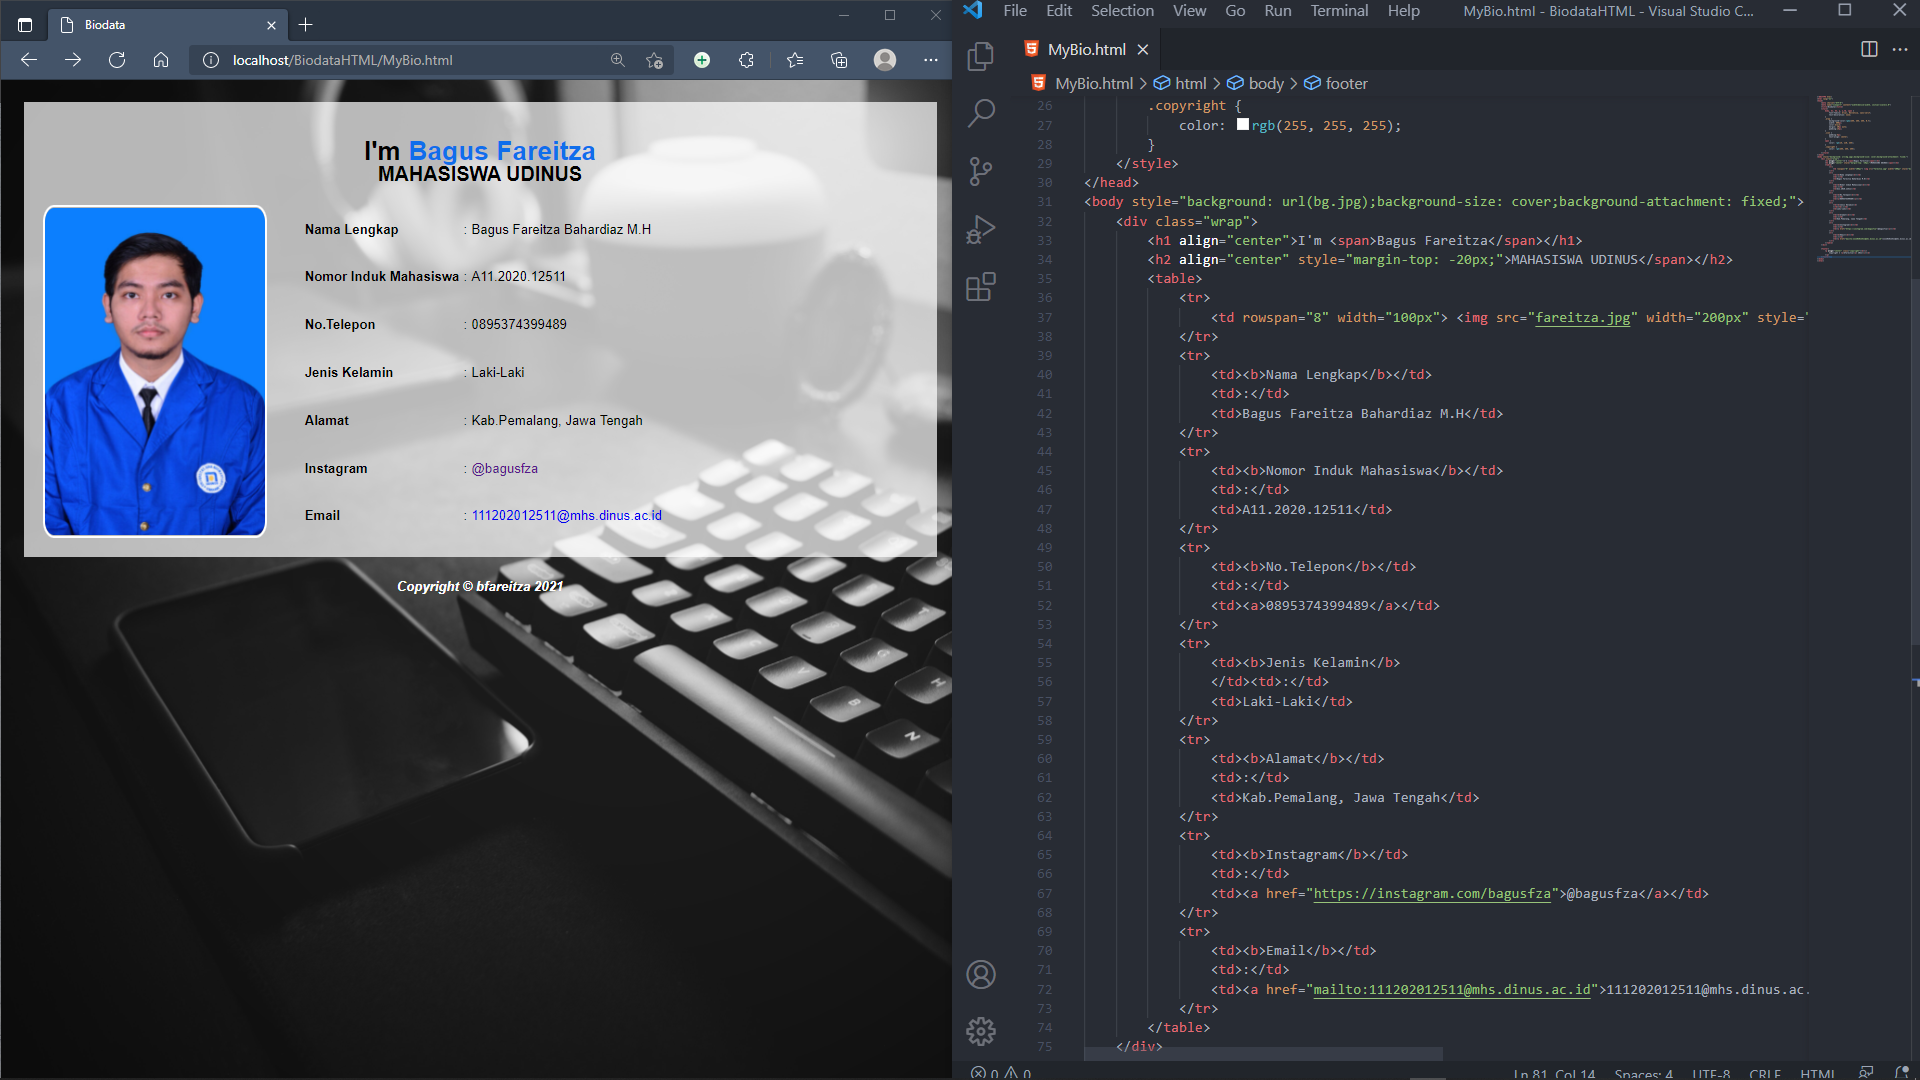 Biodata
localhost/BiodataHTML/MyBio.html
I'm Bagus Fareitza
MAHASISWA UDINUS
Nama Lengkap : Bagus Fareitza Bahardiaz M.H
Nomor Induk Mahasiswa : A11.2020.12511
No.Telepon : 0895374399489
Jenis Kelamin : Laki-Laki
Alamat : Kab.Pemalang, Jawa Tengah
Instagram : @bagusfza
Email : 111202012511@mhs.dinus.ac.id
Copyright © bfareitza 2021
File Edit Selection View Go Run Terminal Help MyBio.html - BiodataHTML - Visual Studio C...
MyBio.html
MyBio.html > html > body > footer
26 .copyright {
27 color: rgb(255, 255, 255);
28 }
29 </style>
30 </head>
31 <body style="background: url(bg.jpg);background-size: cover;background-attachment: fixed;">
32 <div class="wrap">
33 <h1 align="center">I'm <span>Bagus Fareitza</span></h1>
34 <h2 align="center" style="margin-top: -20px;">MAHASISWA UDINUS</span></h2>
35 <table>
36 <tr>
37 <td rowspan="8" width="100px"> <img src="fareitza.jpg" width="200px" style="
38 </tr>
39 <tr>
40 <td><b>Nama Lengkap</b></td>
41 <td>:</td>
42 <td>Bagus Fareitza Bahardiaz M.H</td>
43 </tr>
44 <tr>
45 <td><b>Nomor Induk Mahasiswa</b></td>
46 <td>:</td>
47 <td>A11.2020.12511</td>
48 </tr>
49 <tr>
50 <td><b>No.Telepon</b></td>
51 <td>:</td>
52 <td><a>0895374399489</a></td>
53 </tr>
54 <tr>
55 <td><b>Jenis Kelamin</b>
56 </td><td>:</td>
57 <td>Laki-Laki</td>
58 </tr>
59 <tr>
60 <td><b>Alamat</b></td>
61 <td>:</td>
62 <td>Kab.Pemalang, Jawa Tengah</td>
63 </tr>
64 <tr>
65 <td><b>Instagram</b></td>
66 <td>:</td>
67 <td><a href="https://instagram.com/bagusfza">@bagusfza</a></td>
68 </tr>
69 <tr>
70 <td><b>Email</b></td>
71 <td>:</td>
72 <td><a href="mailto:111202012511@mhs.dinus.ac.id">111202012511@mhs.dinus.ac.
73 </tr>
74 </table>
75 </div>
0 0 Ln 81, Col 14 Spaces: 4 UTF-8 CRLF HTML